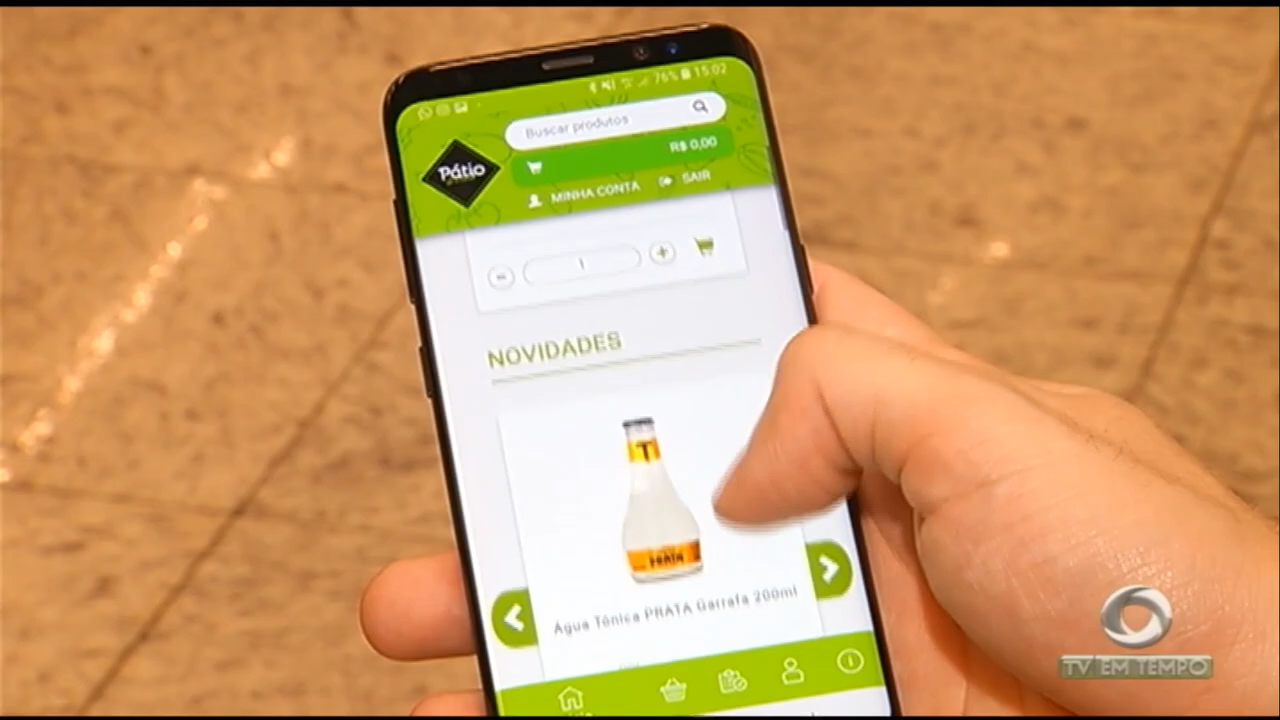 76% 15:02
Buscar produtos
Pátio
R$ 0,00
MINHA CONTA SAIR
1
NOVIDADES
T
PRATA
Água Tônica PRATA Garrafa 200ml
TV EM TEMPO